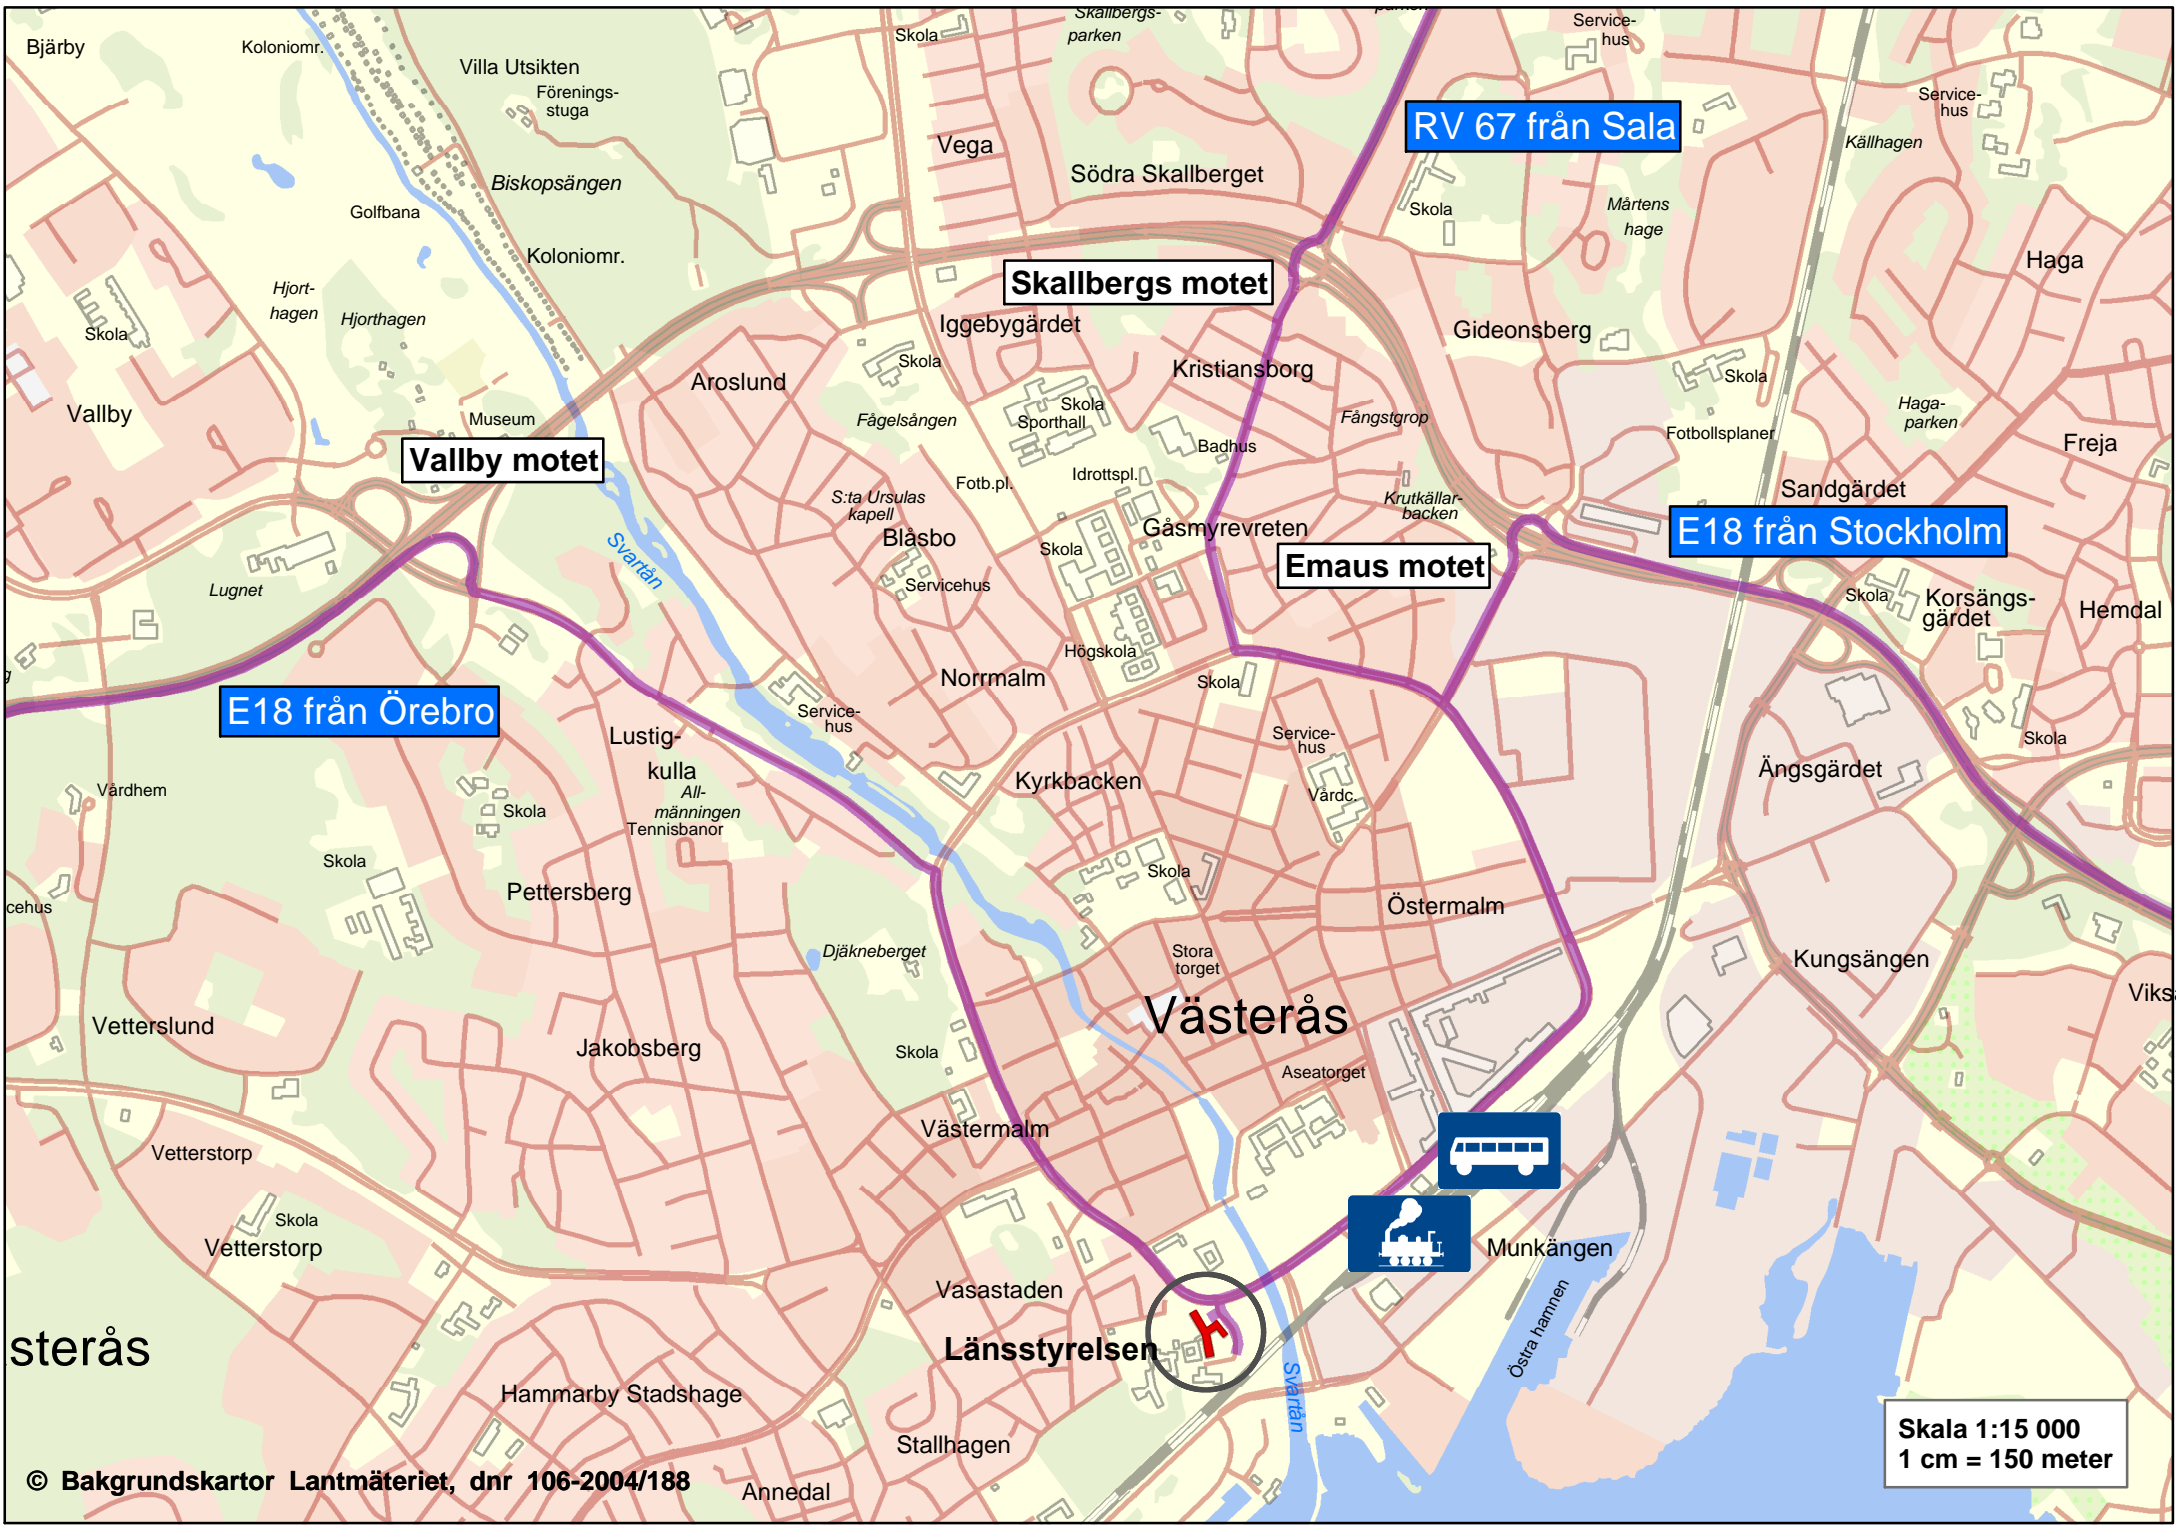 Bjärby
Koloniomr.
Villa Utsikten
Förenings-
stuga
Skola
Skallbergs-
parken
Service-
hus
RV 67 från Sala
Service-
hus
Källhagen
Vega
Södra Skallberget
Biskopsängen
Golfbana
Koloniomr.
Skola
Mårtens
hage
Haga
Skallbergs motet
Hjort-
hagen
Hjorthagen
Skola
Iggebygärdet
Gideonsberg
Skola
Kristiansborg
Skola
Aroslund
Vallby
Museum
Fågelsången
Skola
Sporthall
Badhus
Fångstgrop
Fotbollsplaner
Haga-
parken
Freja
Vallby motet
Fotb.pl.
Idrottspl.
Krutkällar-
backen
Sandgärdet
S:ta Ursulas
kapell
Blåsbo
Gåsmyrevreten
E18 från Stockholm
Svartån
Skola
Emaus motet
Lugnet
Servicehus
Skola
Korsängs-
gärdet
Hemdal
Högskola
Norrmalm
Skola
E18 från Örebro
Service-
hus
Lustig-
kulla
Service-
hus
Skola
Vårdhem
All-
männingen
Tennisbanor
Kyrkbacken
Vårdc.
Ängsgärdet
Skola
Skola
Pettersberg
Skola
Östermalm
cehus
Djäkneberget
Stora
torget
Kungsängen
Viks
Västerås
Vetterslund
Jakobsberg
Skola
Aseatorget
Västermalm
Vetterstorp
Skola
Vetterstorp
Munkängen
Vasastaden
Länsstyrelsen
Östra hamnen
Svartån
sterås
Hammarby Stadshage
Stallhagen
Annedal
Skala 1:15 000
1 cm = 150 meter
© Bakgrundskartor Lantmäteriet, dnr 106-2004/188